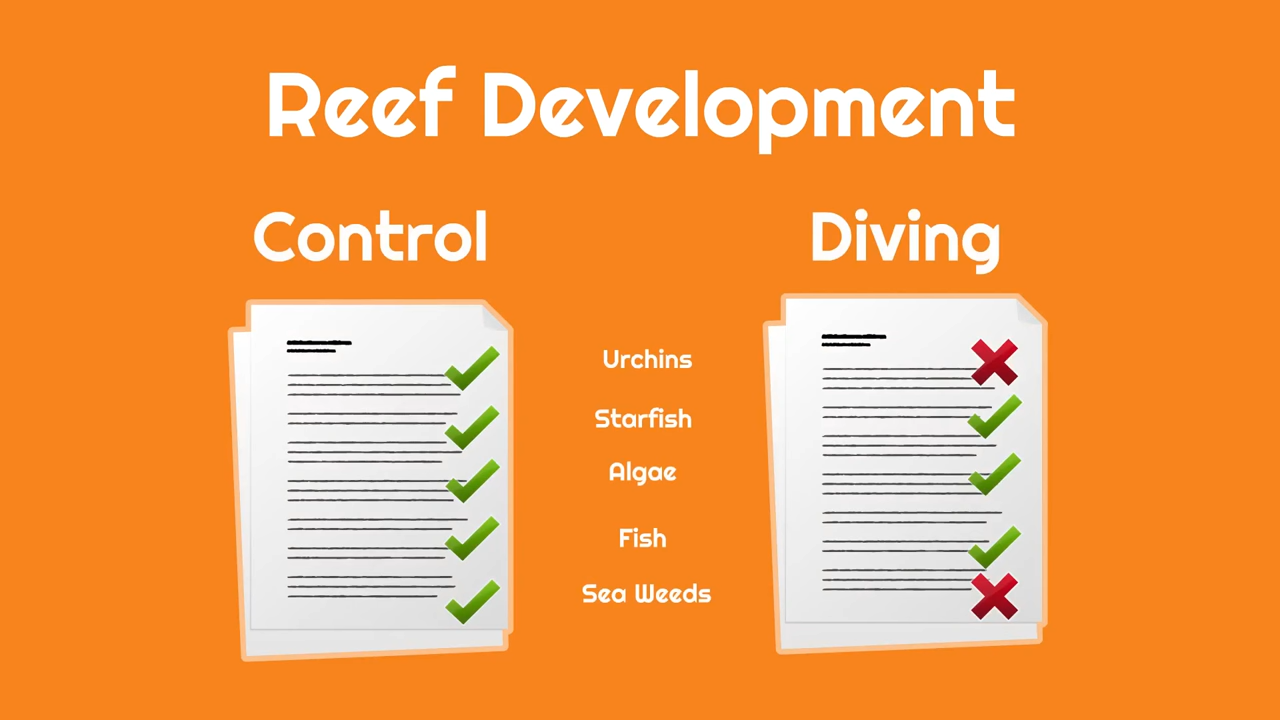 Reef Development
Control
Diving
Urchins
Starfish
Algae
Fish
Sea Weeds